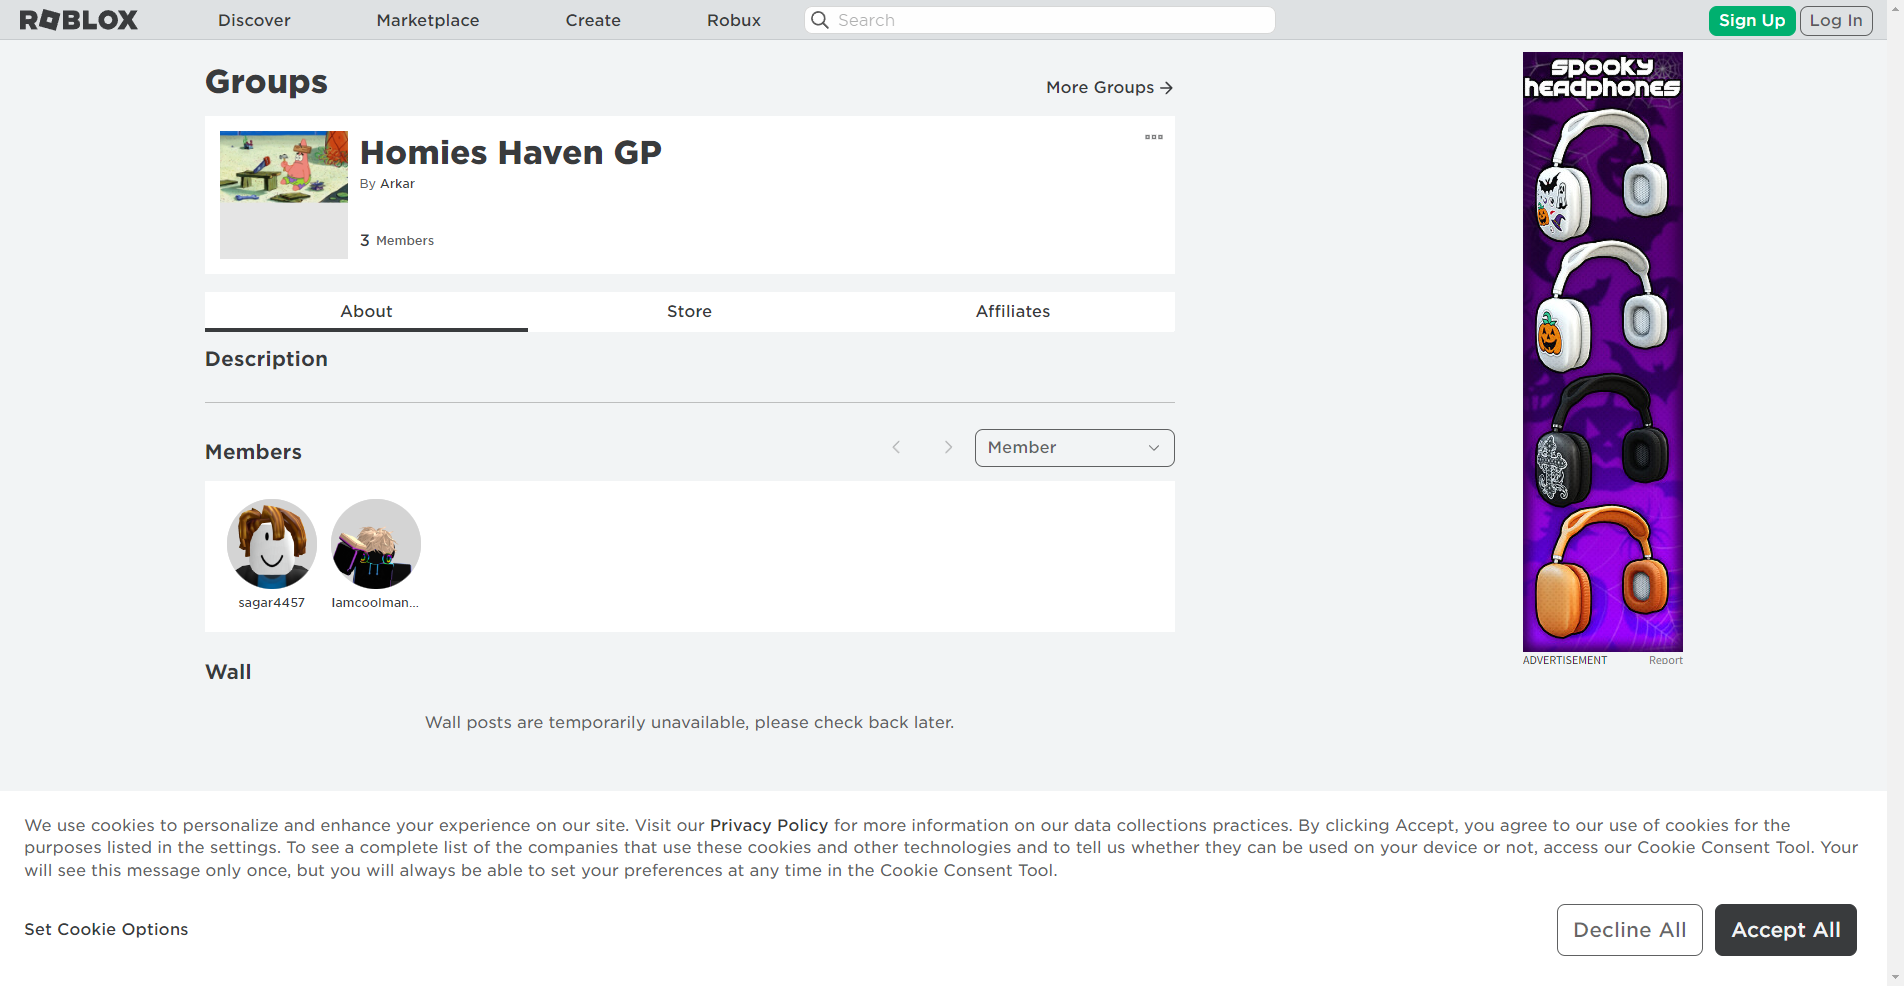 ROBLOX
Discover
Marketplace
Create
Robux
Search
Sign Up
Log In
Groups
More Groups
Homies Haven GP
By Arkar
3 Members
About
Store
Affiliates
Description
Members
Member
sagar4457
Iamcoolman...
Wall
Wall posts are temporarily unavailable, please check back later.
spooky
headphones
ADVERTISEMENT
Report
We use cookies to personalize and enhance your experience on our site. Visit our Privacy Policy for more information on our data collections practices. By clicking Accept, you agree to our use of cookies for the
purposes listed in the settings. To see a complete list of the companies that use these cookies and other technologies and to tell us whether they can be used on your device or not, access our Cookie Consent Tool. Your
will see this message only once, but you will always be able to set your preferences at any time in the Cookie Consent Tool.
Set Cookie Options
Decline All
Accept All